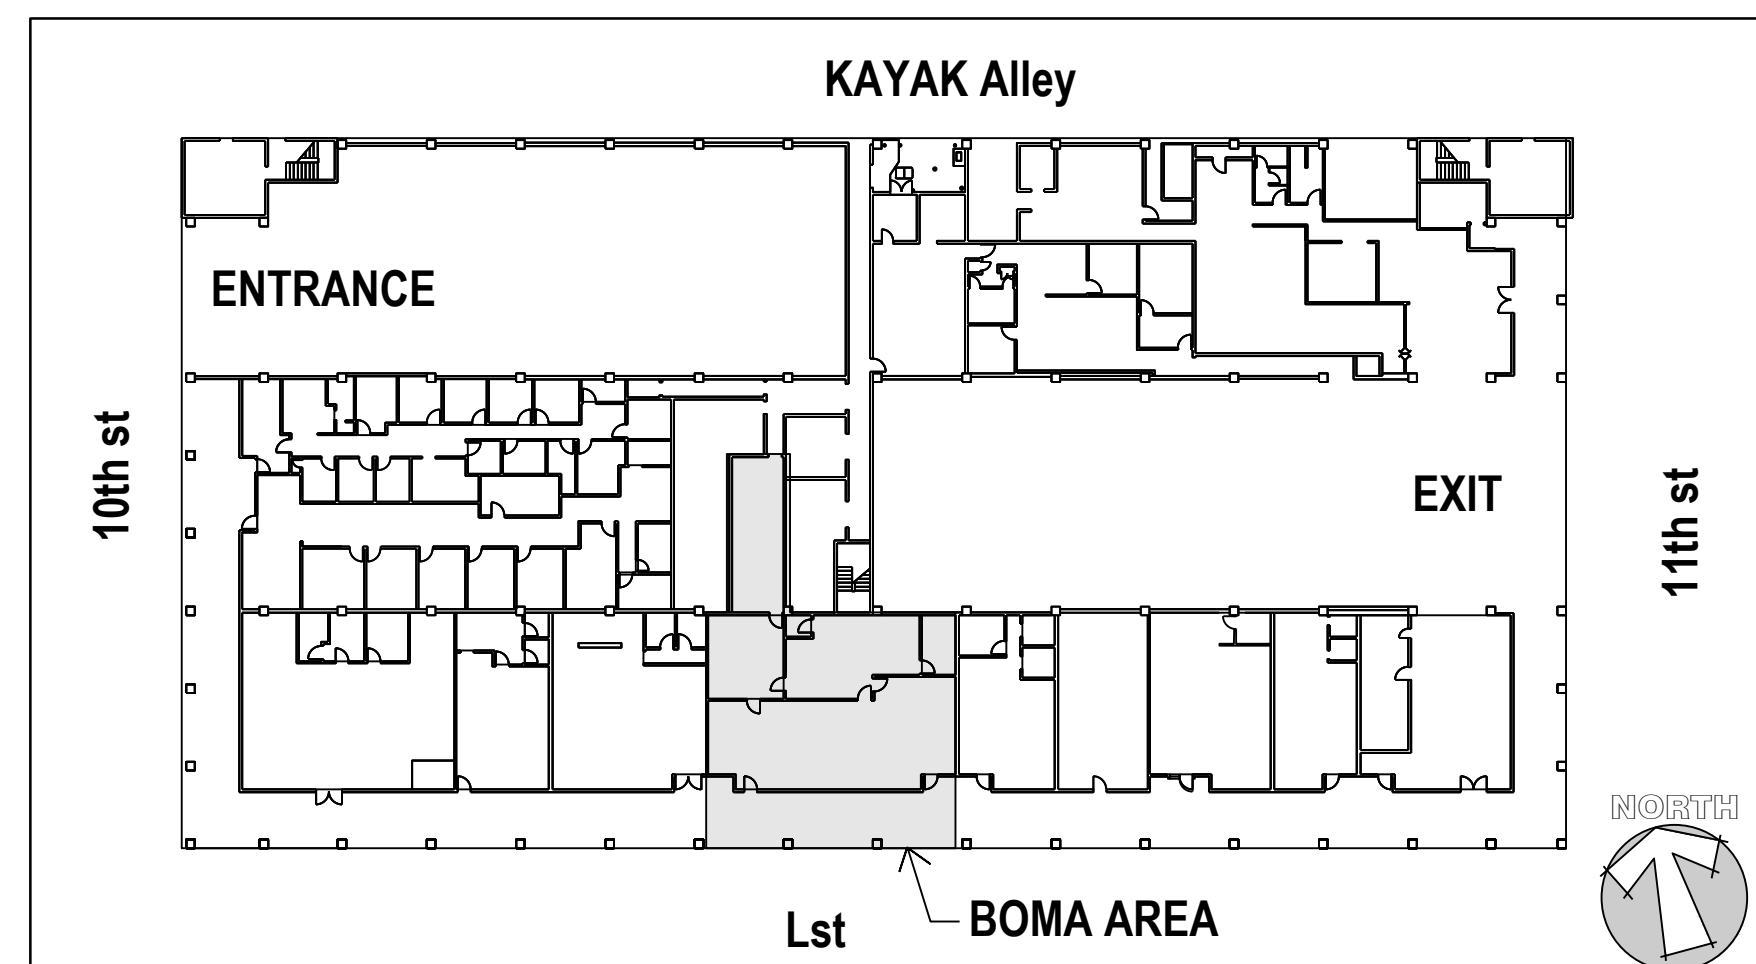 KAYAK Alley
ENTRANCE
10th st
EXIT
11th st
NORTH
BOMA AREA
Lst